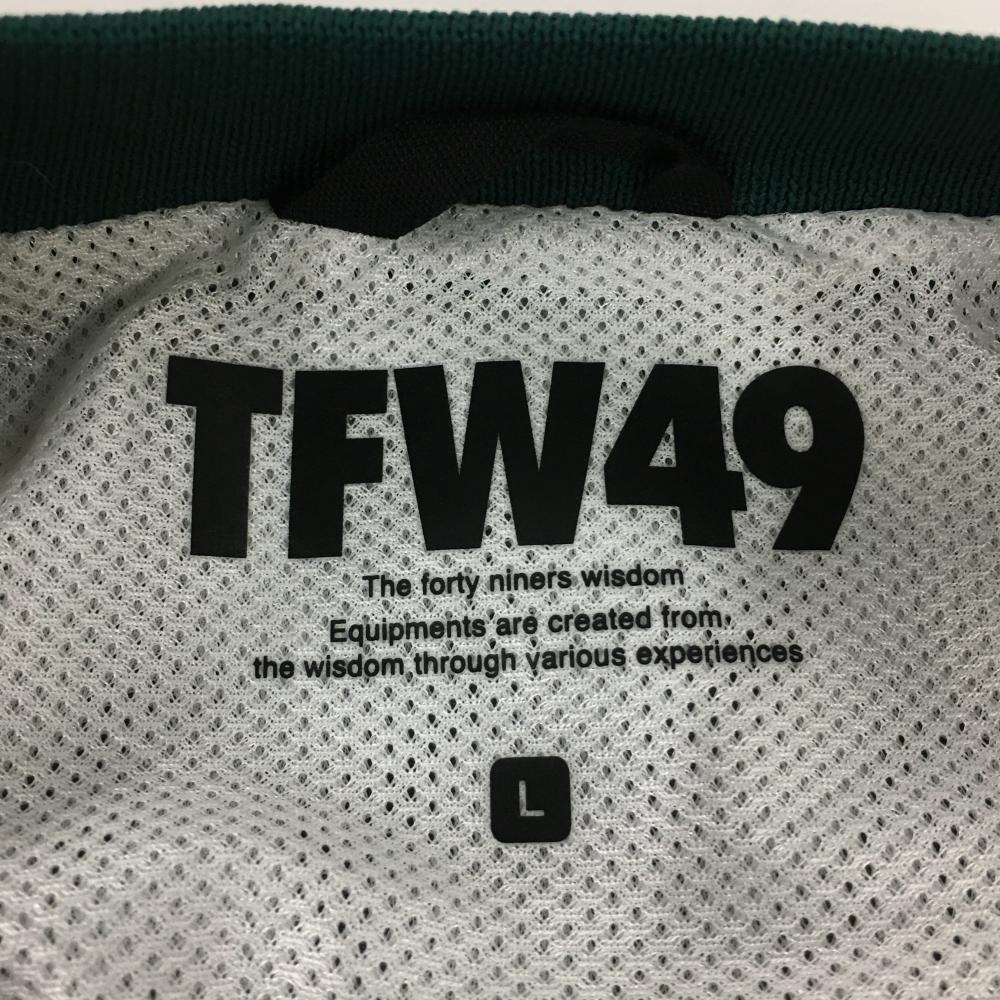 TFW49
The forty niners wisdom
Equipments are created from
the wisdom through various experiences
L